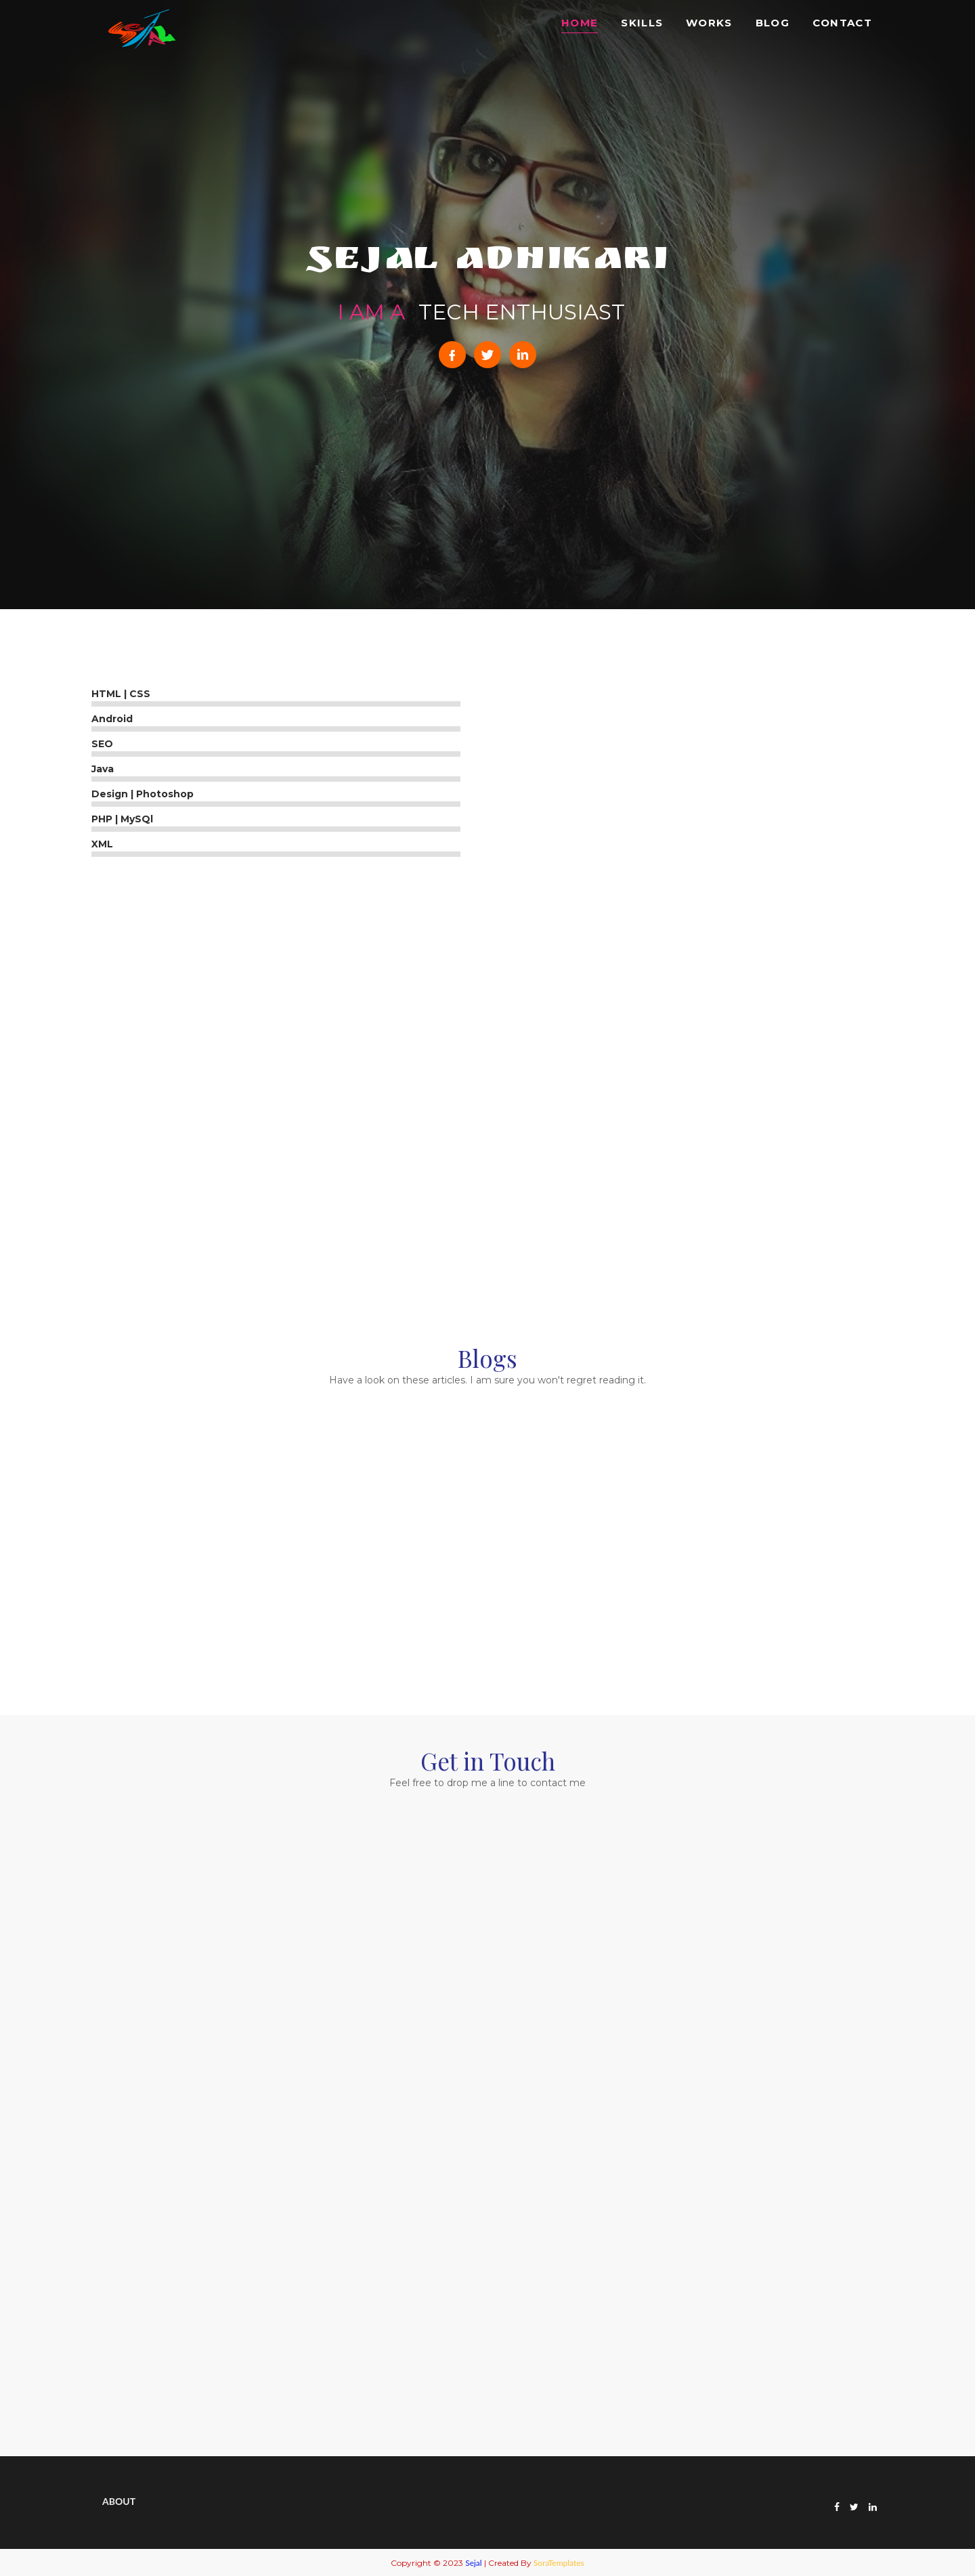 HOME SKILLS WORKS BLOG CONTACT
SEJAL ADHIKARI
I AM A TECH ENTHUSIAST
HTML | CSS
Android
SEO
Java
Design | Photoshop
PHP | MySQl
XML
Blogs
Have a look on these articles. I am sure you won't regret reading it.
Get in Touch
Feel free to drop me a line to contact me
ABOUT
Copyright © 2023 Sejal | Created By SoraTemplates